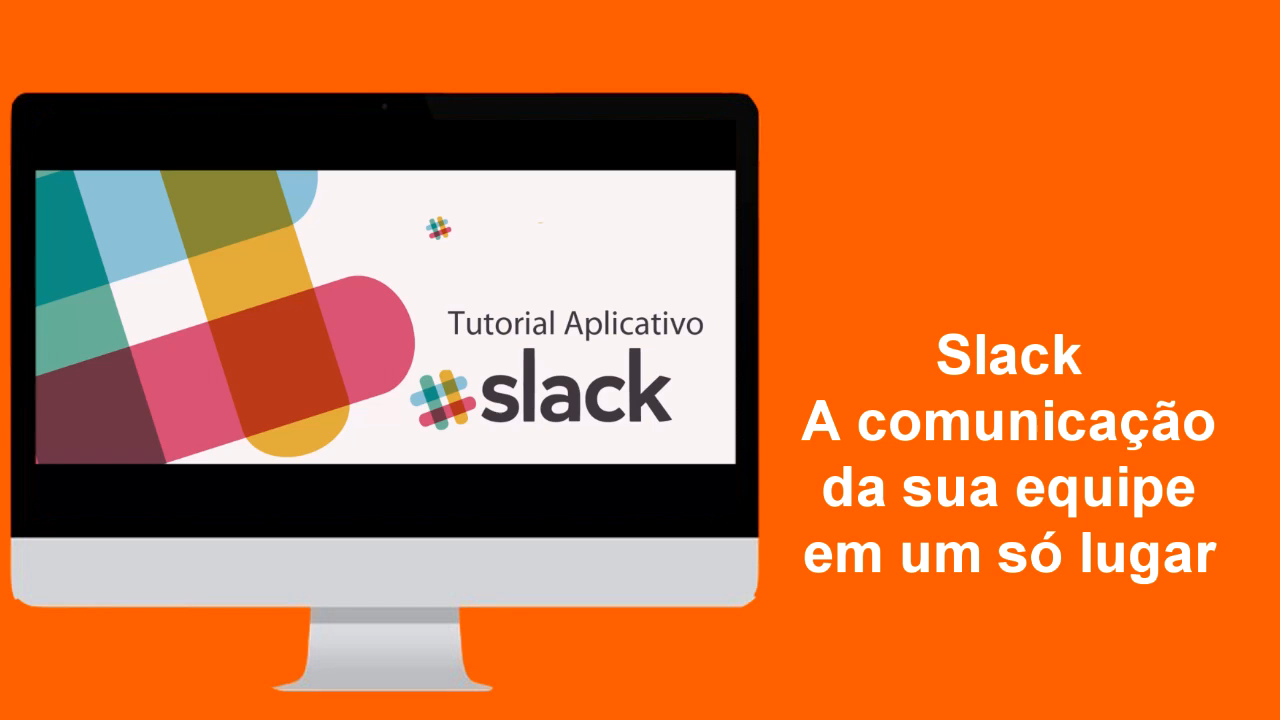 Tutorial Aplicativo
slack
Slack
A comunicação
da sua equipe
em um só lugar